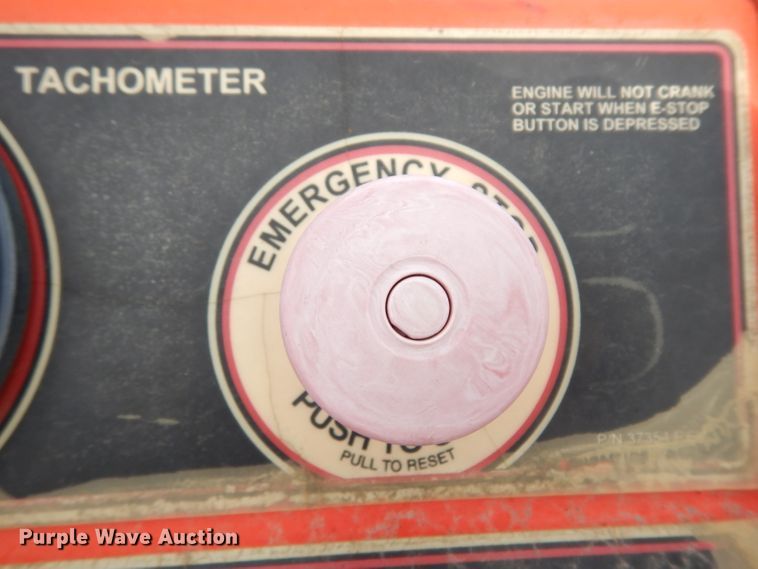 TACHOMETER
ENGINE WILL NOT CRANK
OR START WHEN E-STOP
BUTTON IS DEPRESSED
EMERGENCY
PUSH TO
PULL TO RESET
P/N
Purple Wave Auction